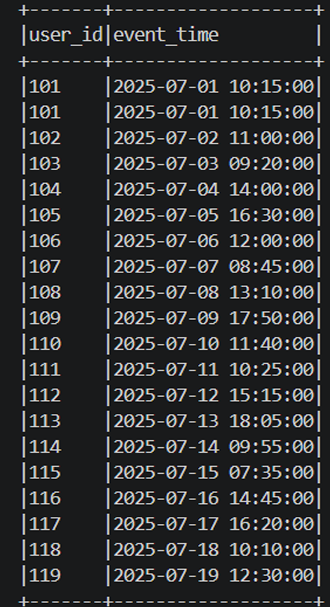 +-------+-------------------+
|user_id|event_time         |
+-------+-------------------+
|101    |2025-07-01 10:15:00|
|101    |2025-07-01 10:15:00|
|102    |2025-07-02 11:00:00|
|103    |2025-07-03 09:20:00|
|104    |2025-07-04 14:00:00|
|105    |2025-07-05 16:30:00|
|106    |2025-07-06 12:00:00|
|107    |2025-07-07 08:45:00|
|108    |2025-07-08 13:10:00|
|109    |2025-07-09 17:50:00|
|110    |2025-07-10 11:40:00|
|111    |2025-07-11 10:25:00|
|112    |2025-07-12 15:15:00|
|113    |2025-07-13 18:05:00|
|114    |2025-07-14 09:55:00|
|115    |2025-07-15 07:35:00|
|116    |2025-07-16 14:45:00|
|117    |2025-07-17 16:20:00|
|118    |2025-07-18 10:10:00|
|119    |2025-07-19 12:30:00|
+-------+-------------------+